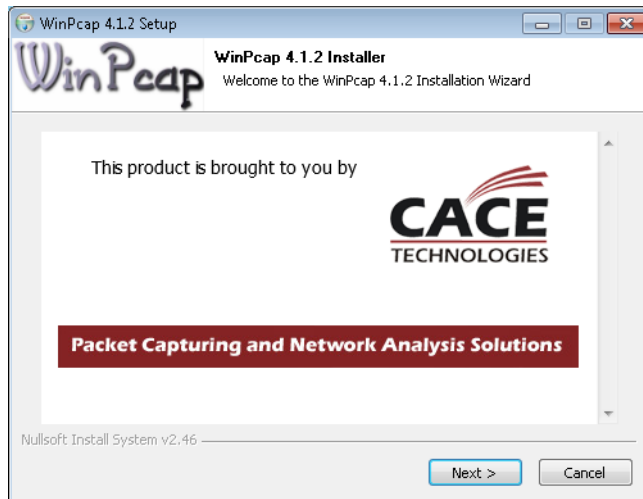 WinPcap 4.1.2 Setup
WinPcap
WinPcap 4.1.2 Installer
Welcome to the WinPcap 4.1.2 Installation Wizard
This product is brought to you by
CACE
TECHNOLOGIES
Packet Capturing and Network Analysis Solutions
Nullsoft Install System v2.46
Next >
Cancel